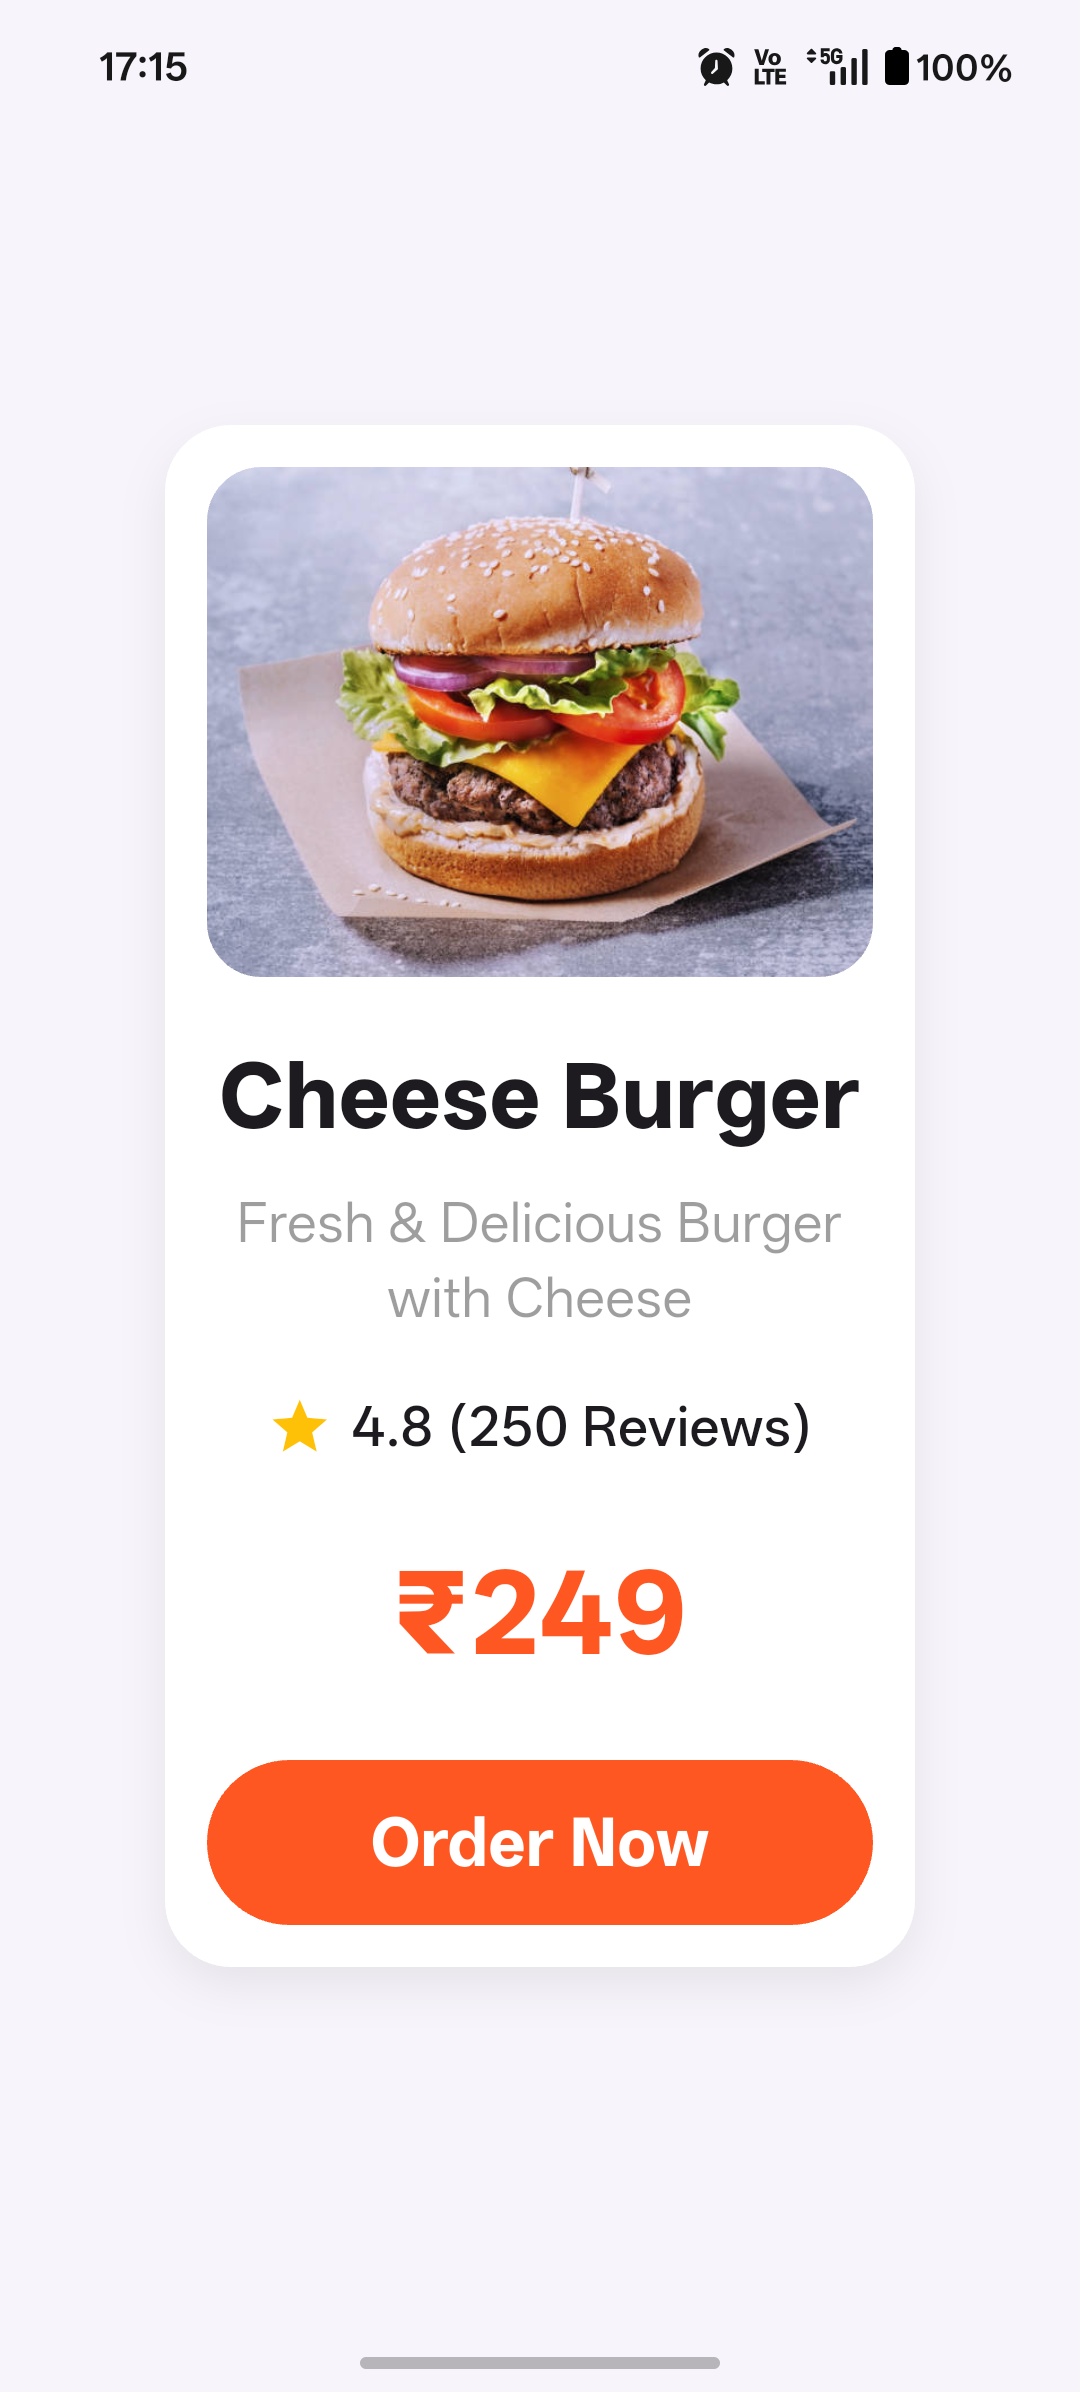 17:15
Vo
LTE
5G
100%
Cheese Burger
Fresh & Delicious Burger
with Cheese
4.8 (250 Reviews)
₹249
Order Now